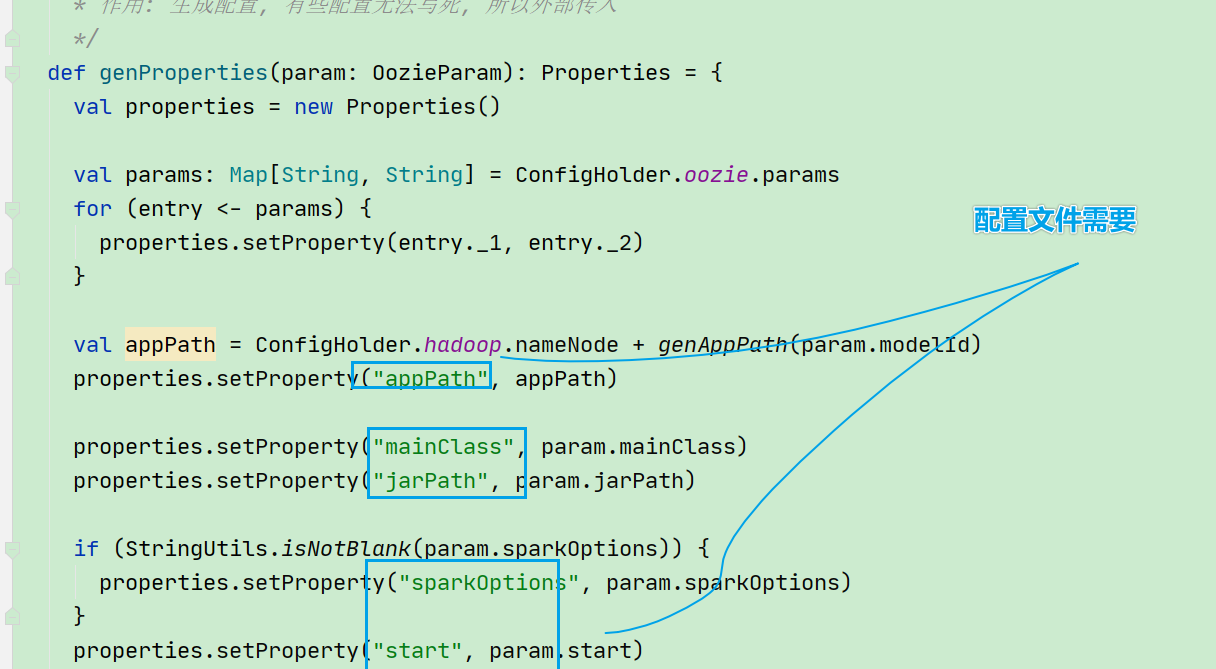 * 作用: 生成配置, 有些配置无法写死, 所以外部传入
*/
def genProperties(param: OozieParam): Properties = {
val properties = new Properties()
val params: Map[String, String] = ConfigHolder.oozie.params
for (entry <- params) {
properties.setProperty(entry._1, entry._2)
}
配置文件需要
val appPath = ConfigHolder.hadoop.nameNode + genAppPath(param.modelId)
properties.setProperty("appPath", appPath)
properties.setProperty("mainClass", param.mainClass)
properties.setProperty("jarPath", param.jarPath)
if (StringUtils.isNotBlank(param.sparkOptions)) {
properties.setProperty("sparkOptions", param.sparkOptions)
}
properties.setProperty("start", param.start)